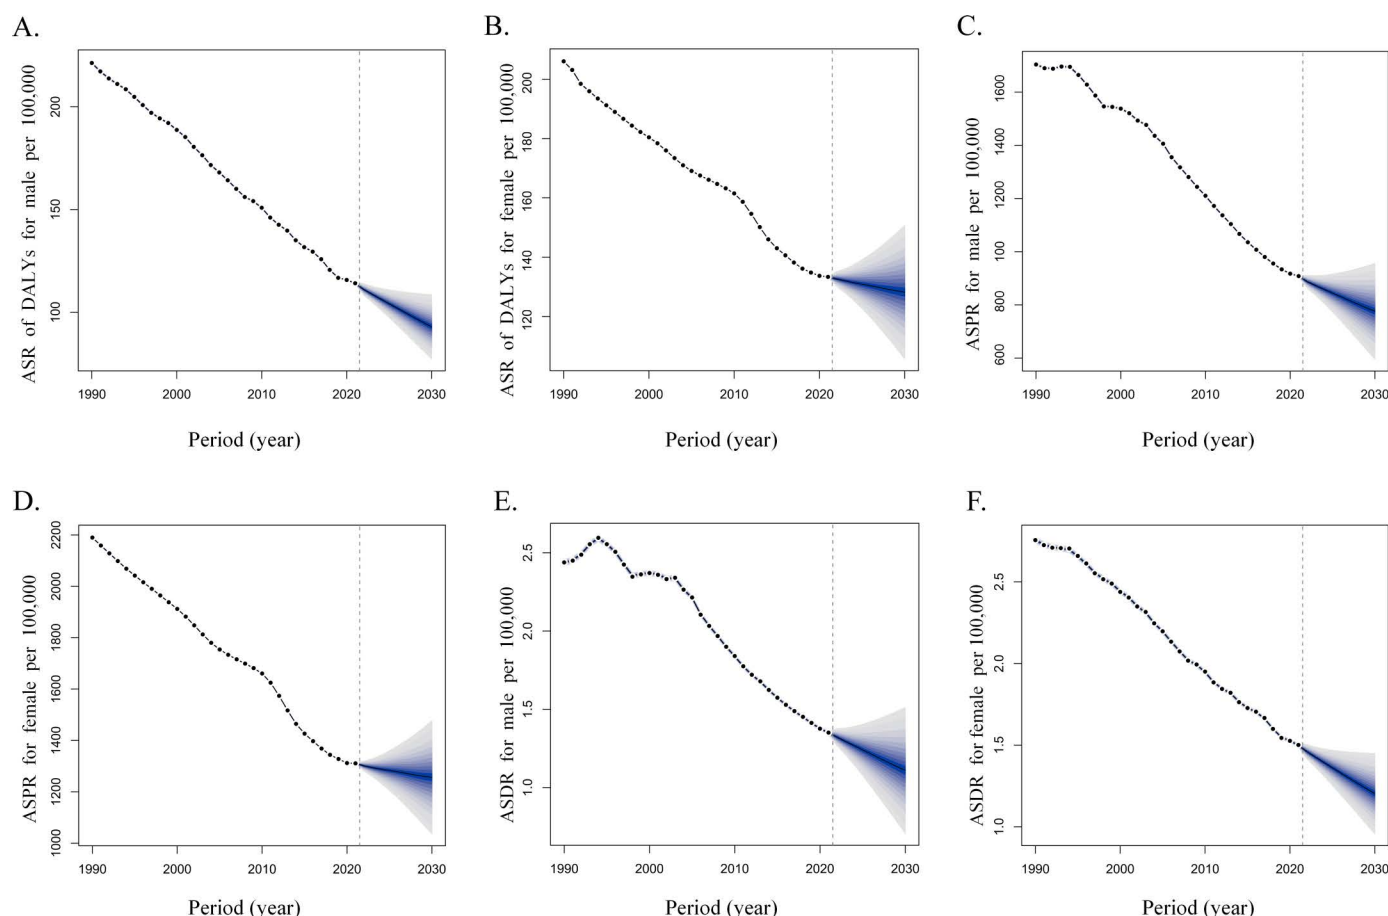 A.
ASR of DALYs for male per 100,000
200
150
100
1990 2000 2010 2020 2030
Period (year)
B.
ASR of DALYs for female per 100,000
200
180
160
140
120
1990 2000 2010 2020 2030
Period (year)
C.
ASPR for male per 100,000
1600
1400
1200
1000
800
600
1990 2000 2010 2020 2030
Period (year)
D.
ASPR for female per 100,000
2200
2000
1800
1600
1400
1200
1000
1990 2000 2010 2020 2030
Period (year)
E.
ASDR for male per 100,000
2.5
2.0
1.5
1.0
1990 2000 2010 2020 2030
Period (year)
F.
ASDR for female per 100,000
2.5
2.0
1.5
1.0
1990 2000 2010 2020 2030
Period (year)